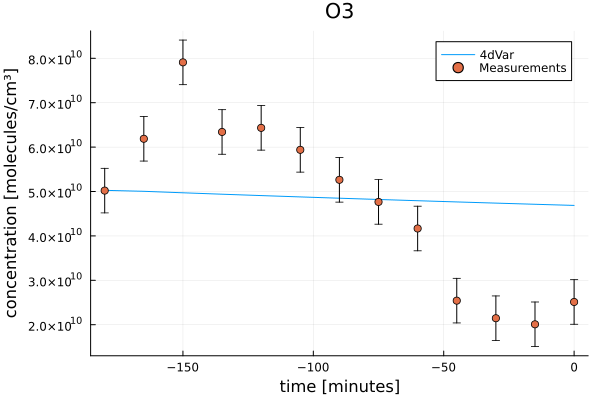 O3
concentration [molecules/cm³]
8.0×10¹⁰
7.0×10¹⁰
6.0×10¹⁰
5.0×10¹⁰
4.0×10¹⁰
3.0×10¹⁰
2.0×10¹⁰
4dVar
Measurements
−150
−100
−50
0
time [minutes]